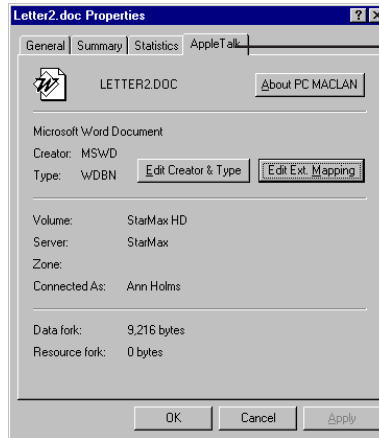 Letter2.doc Properties
General Summary Statistics AppleTalk
LETTER2.DOC About PC MACLAN
Microsoft Word Document
Creator: MSWD
Type: WDBN Edit Creator & Type Edit Ext. Mapping
Volume: StarMax HD
Server: StarMax
Zone:
Connected As: Ann Holms
Data fork: 9,216 bytes
Resource fork: 0 bytes
OK Cancel Apply